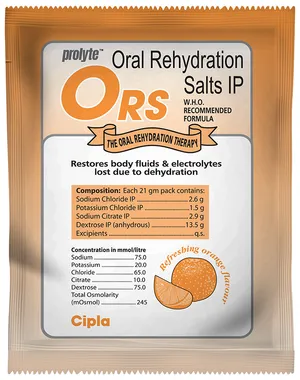 prolyte™
Oral Rehydration
Salts IP
ORS
W.H.O.
RECOMMENDED
FORMULA
THE ORAL REHYDRATION THERAPY
Restores body fluids & electrolytes
lost due to dehydration
Composition: Each 21 gm pack contains:
Sodium Chloride IP 2.6 g
Potassium Chloride IP 1.5 g
Sodium Citrate IP 2.9 g
Dextrose IP (anhydrous) 13.5 g
Excipients q.s.
Concentration in mmol/litre
Sodium 75.0
Potassium 20.0
Chloride 65.0
Citrate 10.0
Dextrose 75.0
Total Osmolarity
(mOsmol) 245
Refreshing orange flavour
Cipla